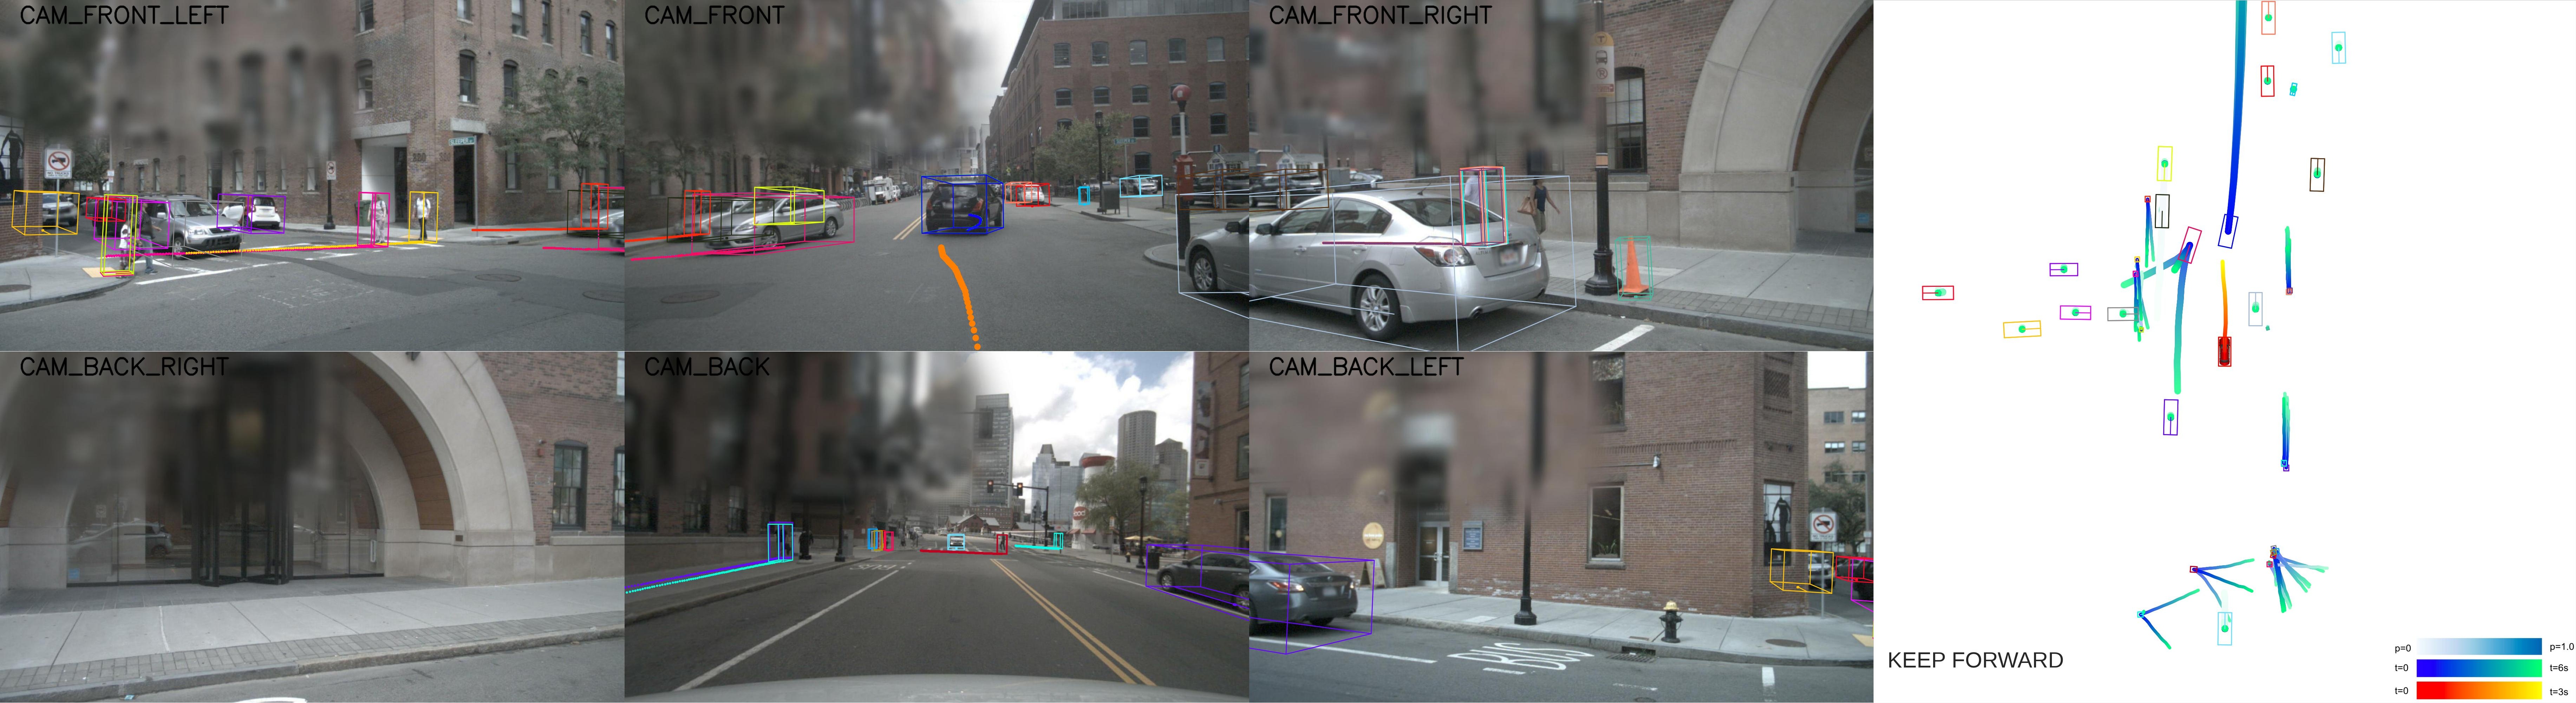 CAM_FRONT_LEFT
CAM_FRONT
CAM_FRONT_RIGHT
CAM_BACK_RIGHT
CAM_BACK
CAM_BACK_LEFT
BUS
KEEP FORWARD
p=0
p=1.0
t=0
t=6s
t=0
t=3s